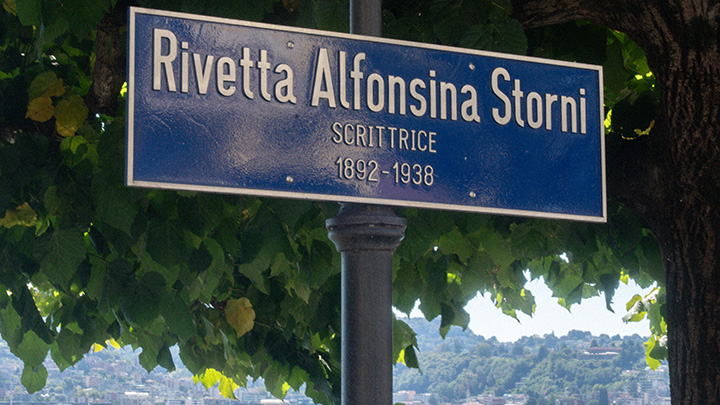 Rivetta Alfonsina Storni
SCRITTRICE
1892-1938